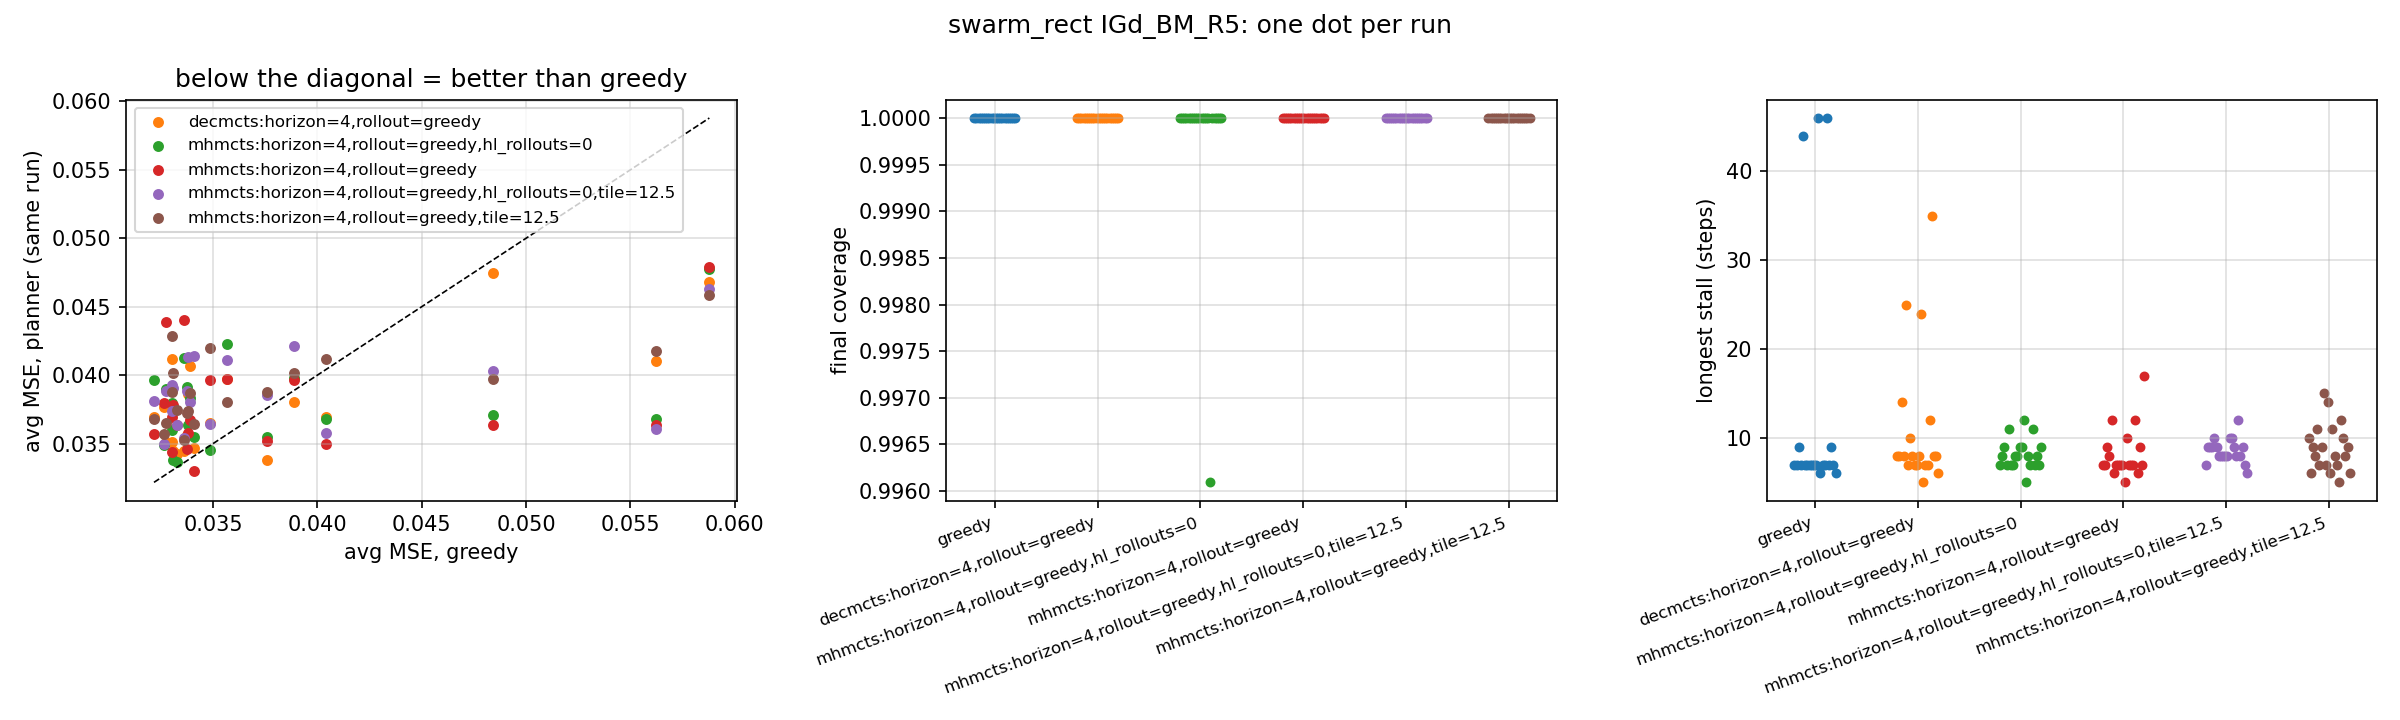 swarm_rect IGd_BM_R5: one dot per run
below the diagonal = better than greedy
0.060
0.055
0.050
0.045
0.040
0.035
avg MSE, planner (same run)
decmcts:horizon=4,rollout=greedy
mhmcts:horizon=4,rollout=greedy,hl_rollouts=0
mhmcts:horizon=4,rollout=greedy
mhmcts:horizon=4,rollout=greedy,hl_rollouts=0,tile=12.5
mhmcts:horizon=4,rollout=greedy,tile=12.5
0.035
0.040
0.045
0.050
0.055
0.060
avg MSE, greedy
1.0000
0.9995
0.9990
0.9985
0.9980
0.9975
0.9970
0.9965
0.9960
final coverage
greedy
decmcts:horizon=4,rollout=greedy
mhmcts:horizon=4,rollout=greedy,hl_rollouts=0
mhmcts:horizon=4,rollout=greedy
mhmcts:horizon=4,rollout=greedy,hl_rollouts=0,tile=12.5
mhmcts:horizon=4,rollout=greedy,tile=12.5
40
30
20
10
longest stall (steps)
greedy
decmcts:horizon=4,rollout=greedy
mhmcts:horizon=4,rollout=greedy,hl_rollouts=0
mhmcts:horizon=4,rollout=greedy
mhmcts:horizon=4,rollout=greedy,hl_rollouts=0,tile=12.5
mhmcts:horizon=4,rollout=greedy,tile=12.5